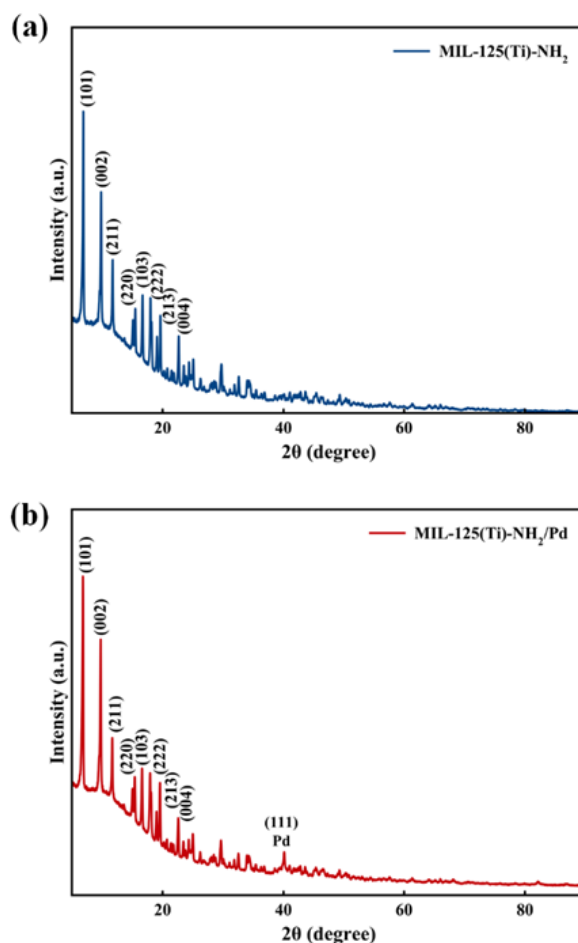 (a)
MIL-125(Ti)-NH₂
(101)
(002)
(211)
(220)
(103)
(222)
(213)
(004)
Intensity (a.u.)
20 40 60 80
2θ (degree)
(b)
MIL-125(Ti)-NH₂/Pd
(101)
(002)
(211)
(220)
(103)
(222)
(213)
(004)
(111)
Pd
Intensity (a.u.)
20 40 60 80
2θ (degree)